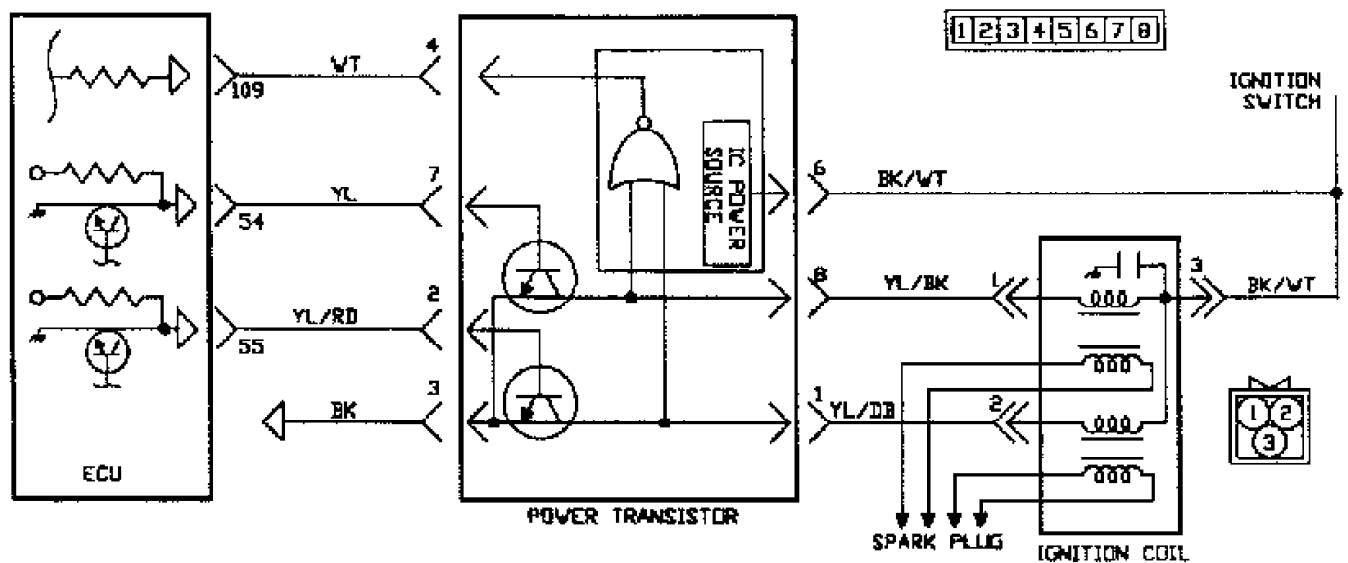 1 2 3 4 5 6 7 8
IGNITION
SWITCH
4
WT
109
7
YL
54
2
YL/RD
55
3
BK
ECU
IC POWER
SOURCE
6
BK/WT
8
YL/BK
1
3
BK/WT
1
YL/DB
2
1 2
3
POWER TRANSISTOR
SPARK PLUG
IGNITION COIL